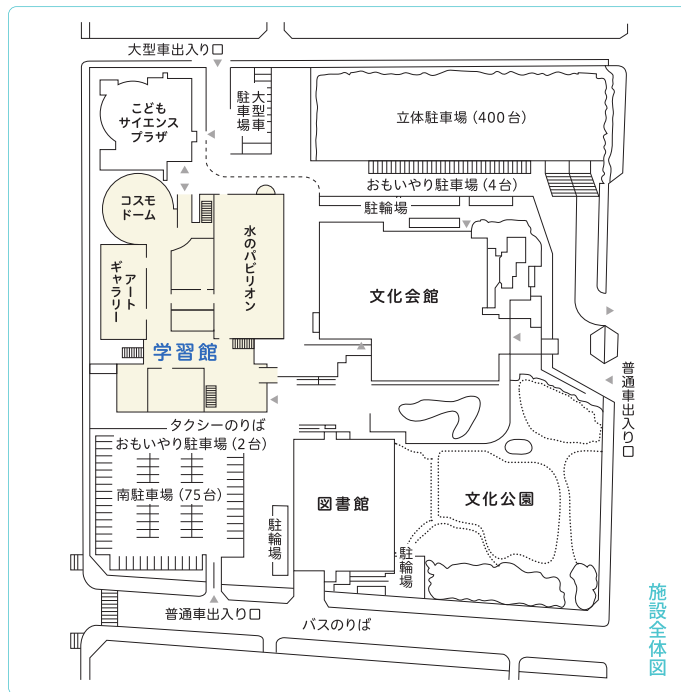 大型車出入り口
こども
サイエンス
プラザ
大型車
駐車場
立体駐車場（400台）
おもいやり駐車場（4台）
駐輪場
コスモ
ドーム
水のパビリオン
アート
ギャラリー
文化会館
学習館
普通車出入り口
タクシーのりば
おもいやり駐車場（2台）
南駐車場（75台）
図書館
文化公園
駐輪場
駐輪場
普通車出入り口
バスのりば
施設全体図